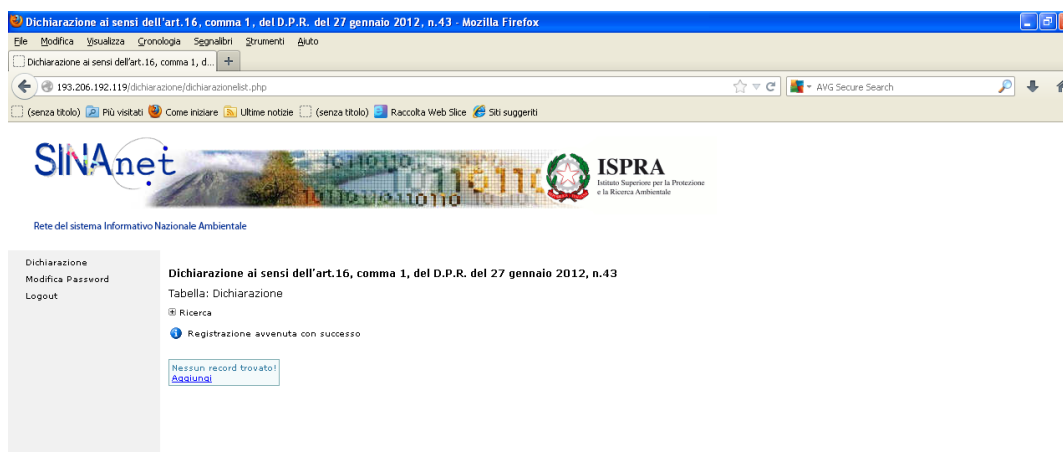 Dichiarazione ai sensi dell'art.16, comma 1, del D.P.R. del 27 gennaio 2012, n.43 - Mozilla Firefox
File Modifica Visualizza Cronologia Segnalibri Strumenti Aiuto
Dichiarazione ai sensi dell'art.16, comma 1, d... +
193.206.192.119/dichiarazione/dichiarazionelist.php
AVG Secure Search
(senza titolo) Più visitati Come iniziare Ultime notizie (senza titolo) Raccolta Web Slice Siti suggeriti
SINAnet
ISPRA
Istituto Superiore per la Protezione
e la Ricerca Ambientale
Rete del sistema Informativo Nazionale Ambientale
Dichiarazione
Modifica Password
Logout
Dichiarazione ai sensi dell'art.16, comma 1, del D.P.R. del 27 gennaio 2012, n.43
Tabella: Dichiarazione
Ricerca
Registrazione avvenuta con successo
Nessun record trovato!
Aggiungi